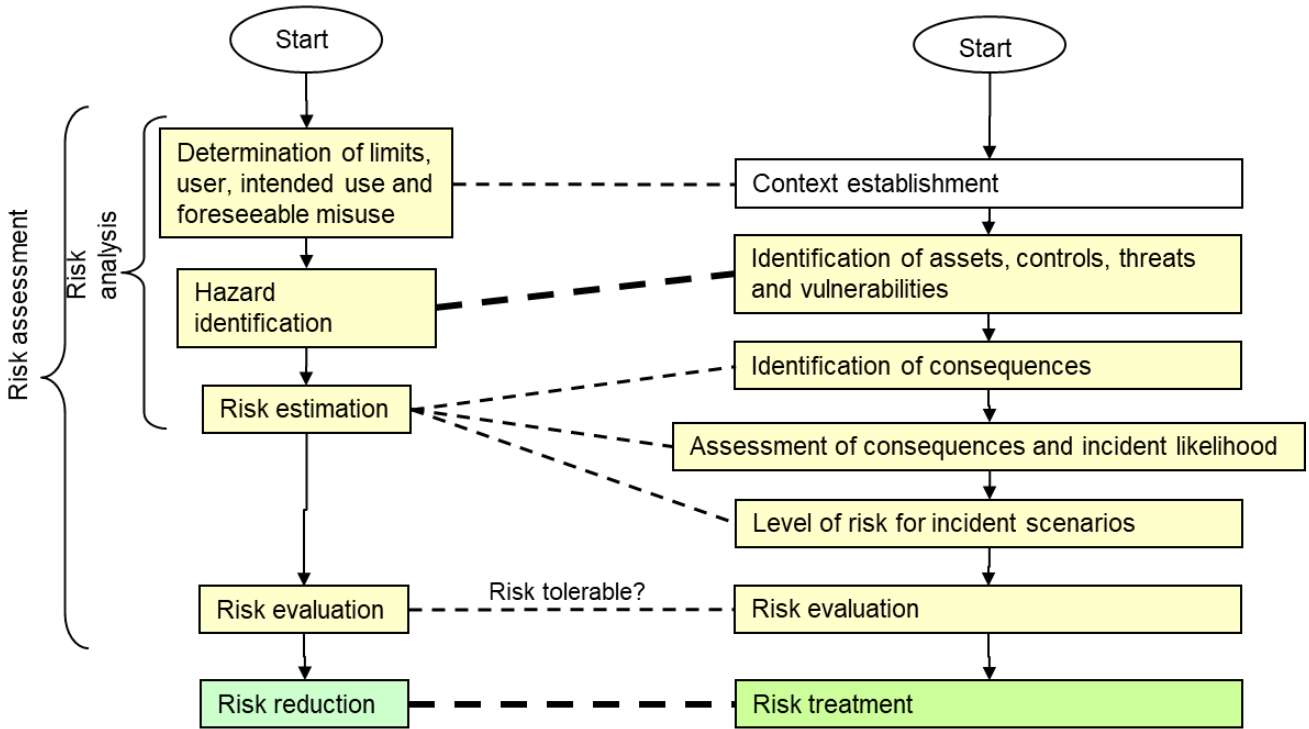 Start
Start
Risk assessment
Risk
analysis
Determination of limits,
user, intended use and
foreseeable misuse
Context establishment
Hazard
identification
Identification of assets, controls, threats
and vulnerabilities
Risk estimation
Identification of consequences
Assessment of consequences and incident likelihood
Level of risk for incident scenarios
Risk evaluation
Risk tolerable?
Risk evaluation
Risk reduction
Risk treatment